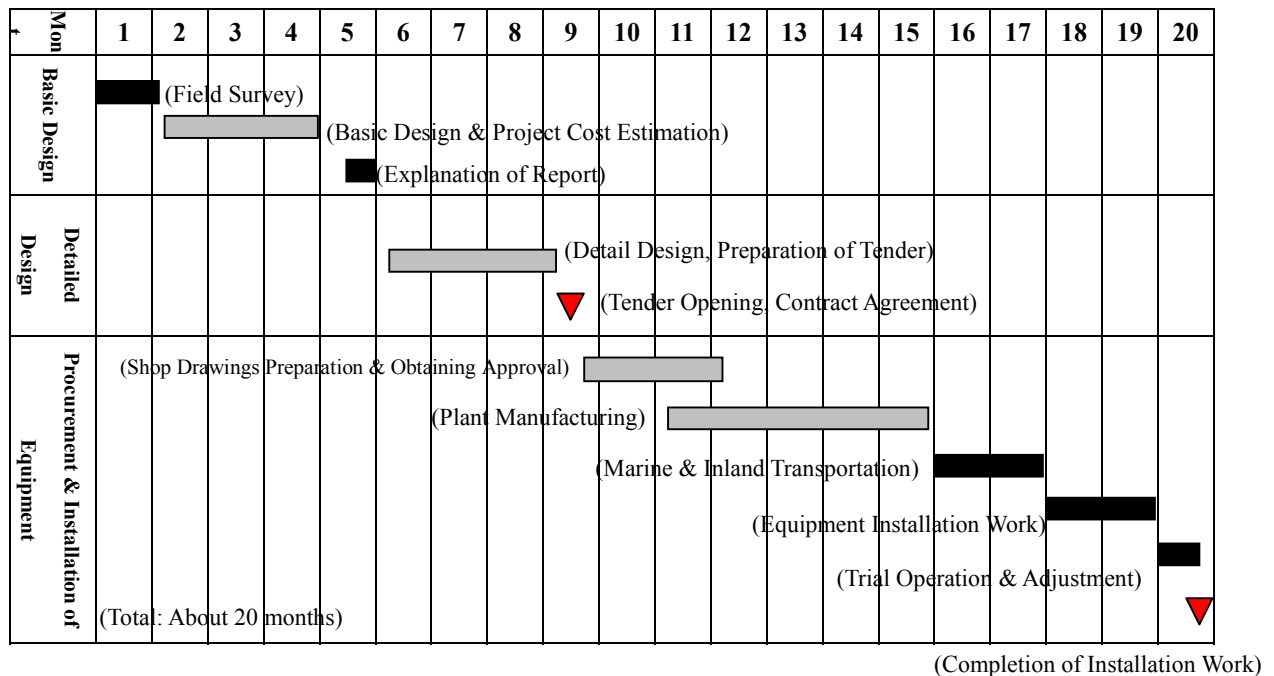 Mon
t
1 2 3 4 5 6 7 8 9 10 11 12 13 14 15 16 17 18 19 20
Basic Design
(Field Survey)
(Basic Design & Project Cost Estimation)
(Explanation of Report)
Detailed
Design
(Detail Design, Preparation of Tender)
(Tender Opening, Contract Agreement)
Procurement & Installation of
Equipment
(Shop Drawings Preparation & Obtaining Approval)
(Plant Manufacturing)
(Marine & Inland Transportation)
(Equipment Installation Work)
(Trial Operation & Adjustment)
(Total: About 20 months)
(Completion of Installation Work)